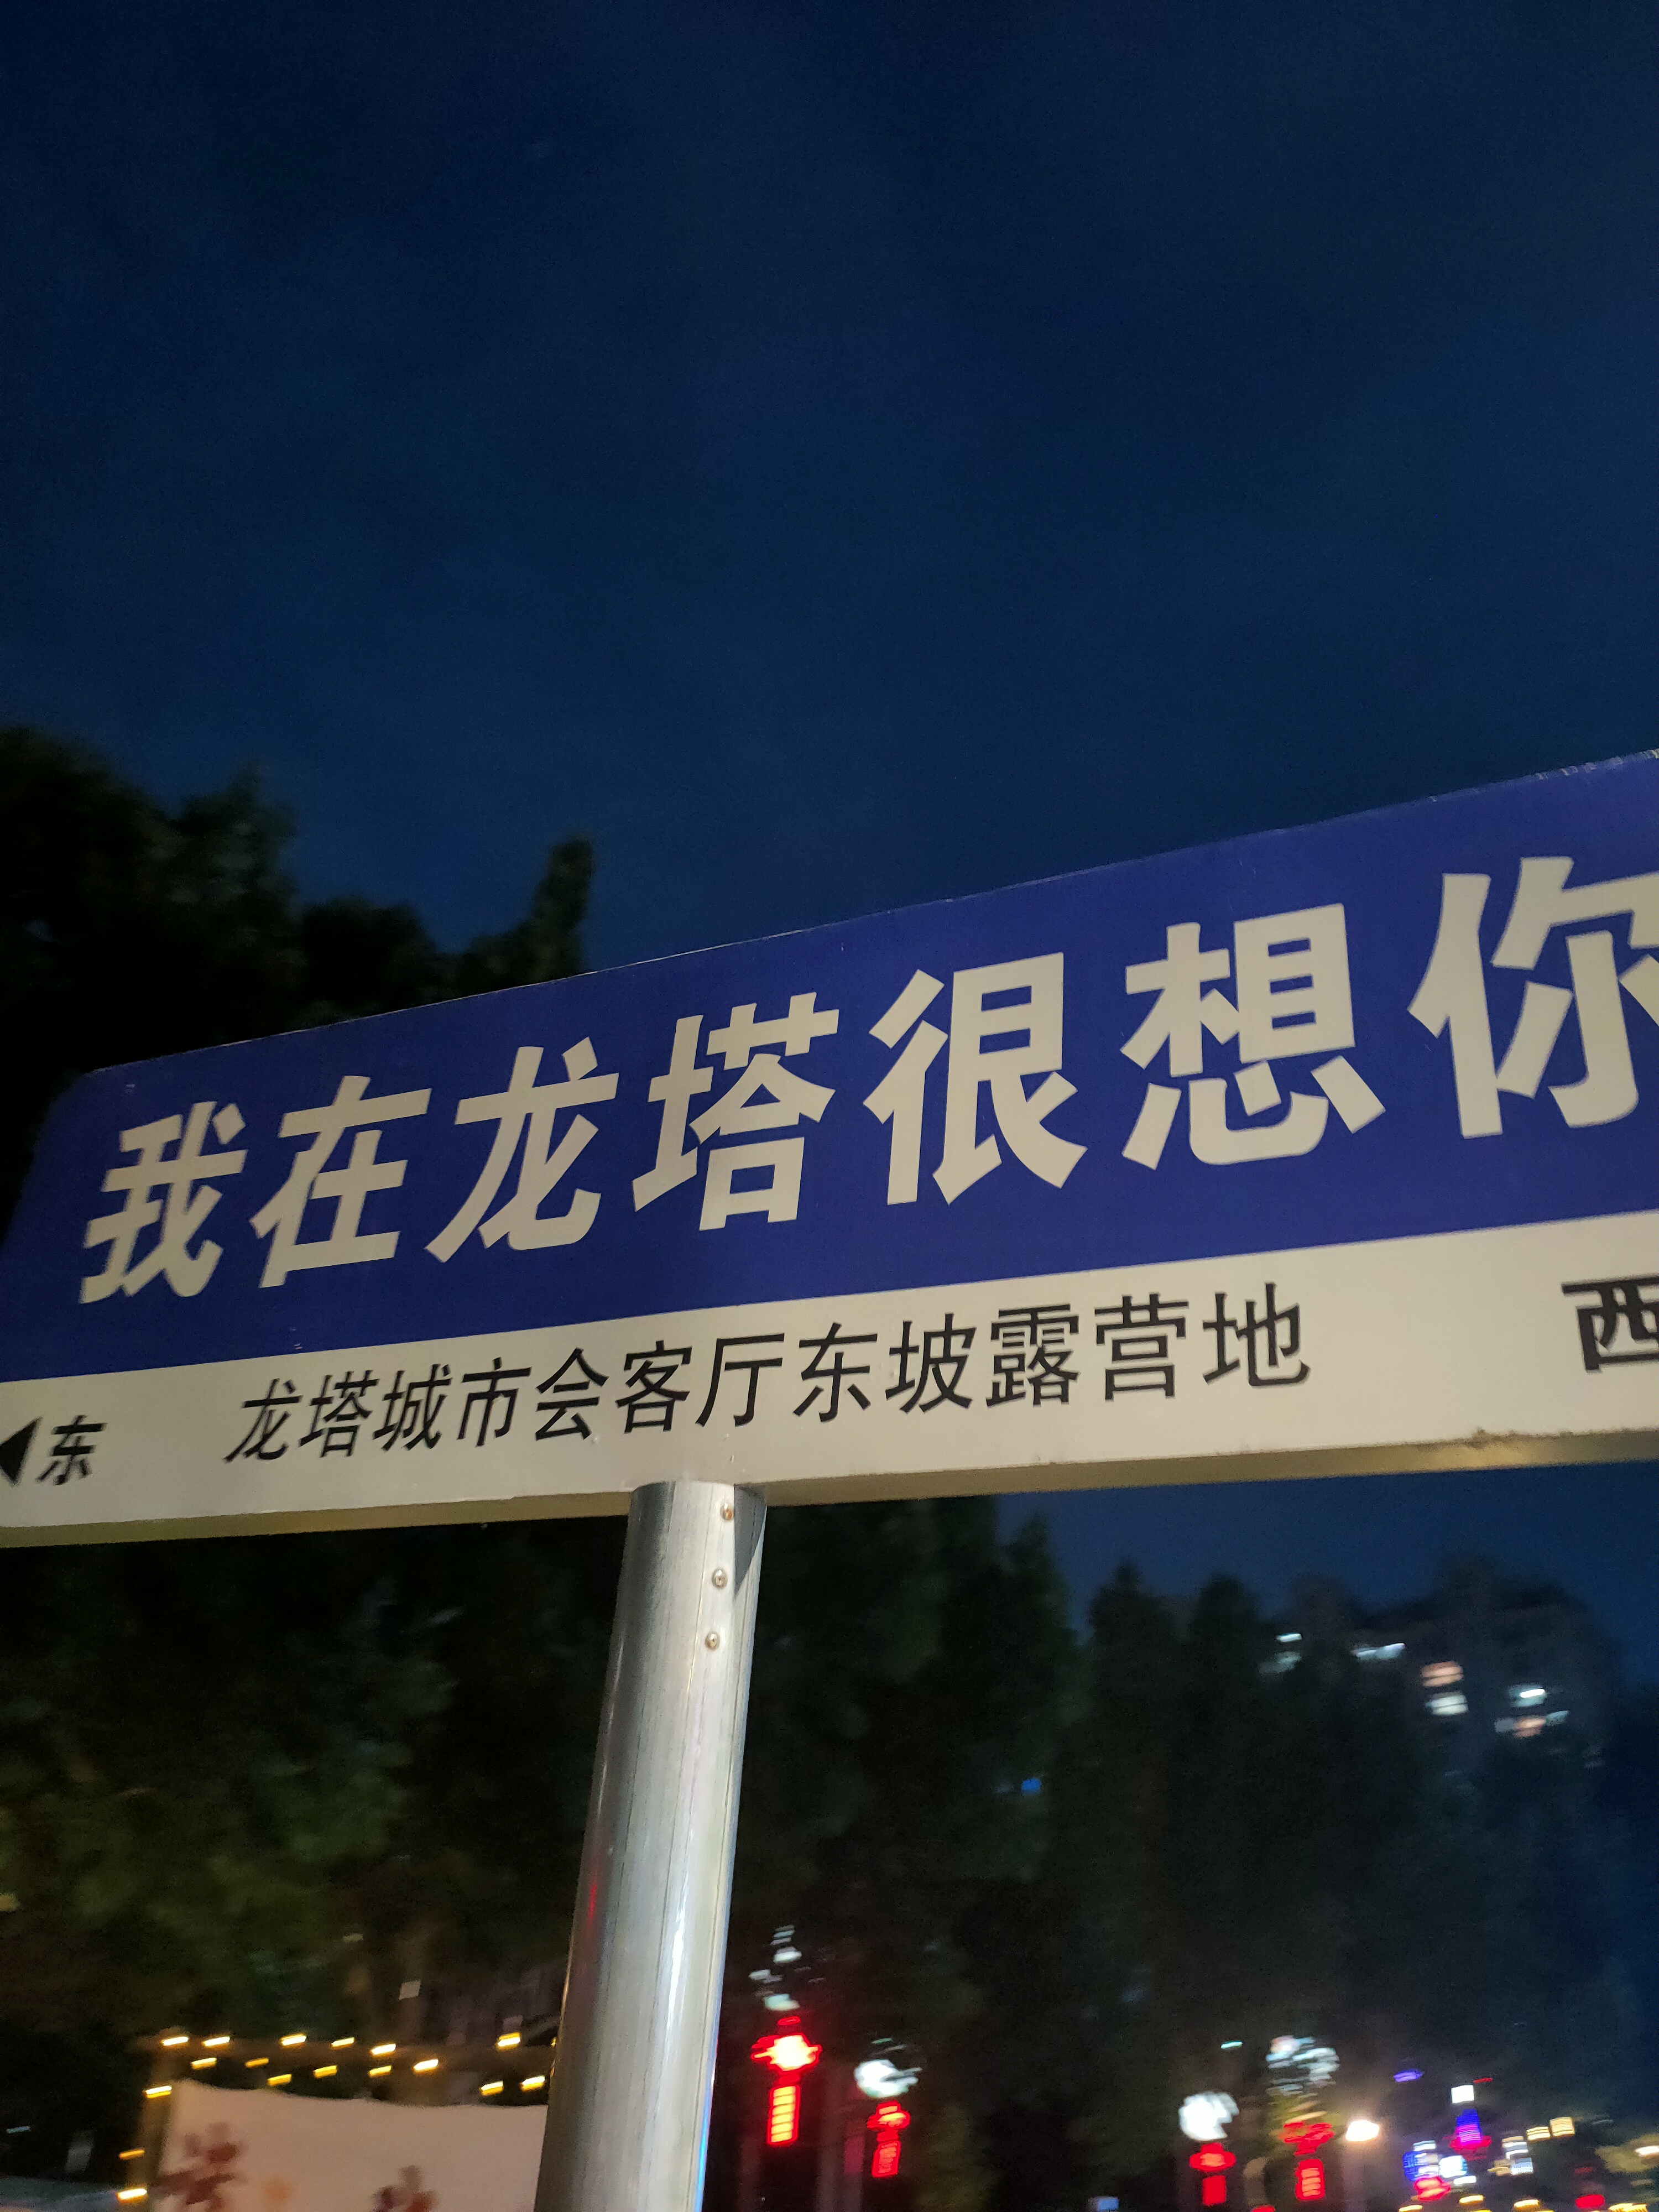 我在龙塔很想你
东 龙塔城市会客厅东坡露营地 西